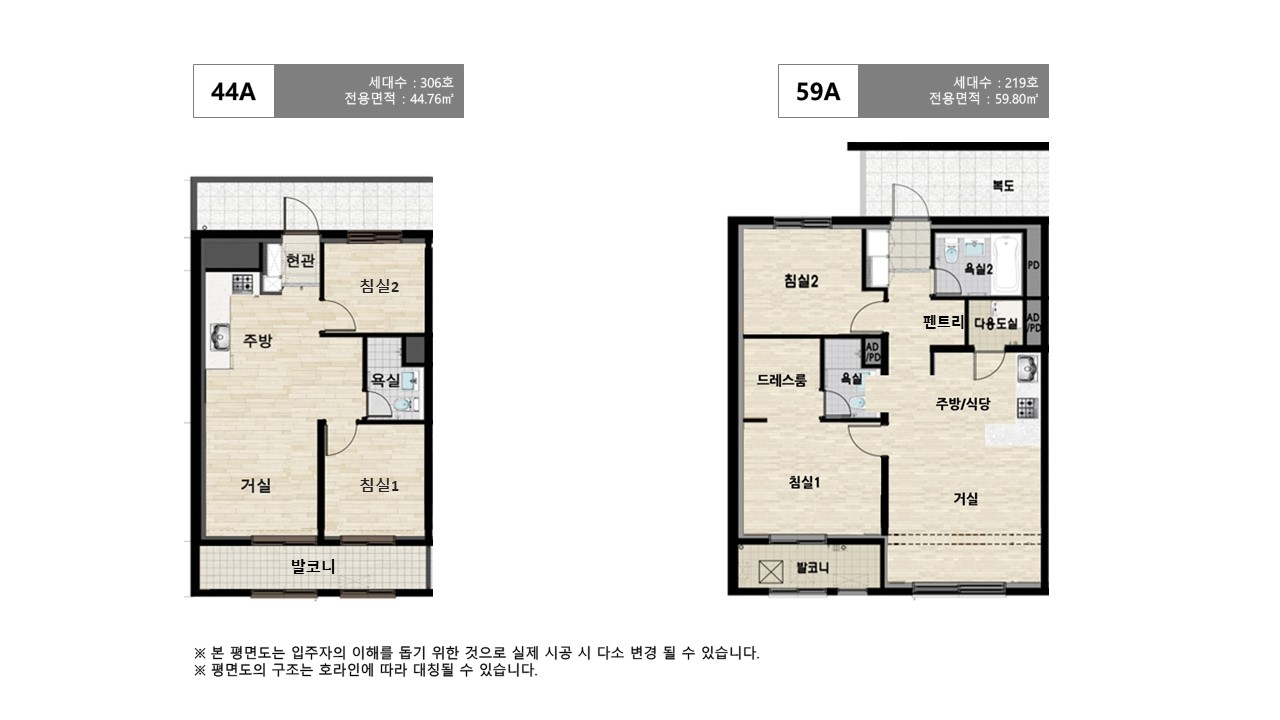 44A
세대수 : 306호
전용면적 : 44.76㎡
59A
세대수 : 219호
전용면적 : 59.80㎡
현관
침실2
주방
욕실
거실
침실1
발코니
복도
침실2
욕실2
PD
펜트리
다용도실
AD
/PD
드레스룸
욕실
AD
/PD
주방/식당
침실1
거실
발코니
※ 본 평면도는 입주자의 이해를 돕기 위한 것으로 실제 시공 시 다소 변경 될 수 있습니다.
※ 평면도의 구조는 호라인에 따라 대칭될 수 있습니다.